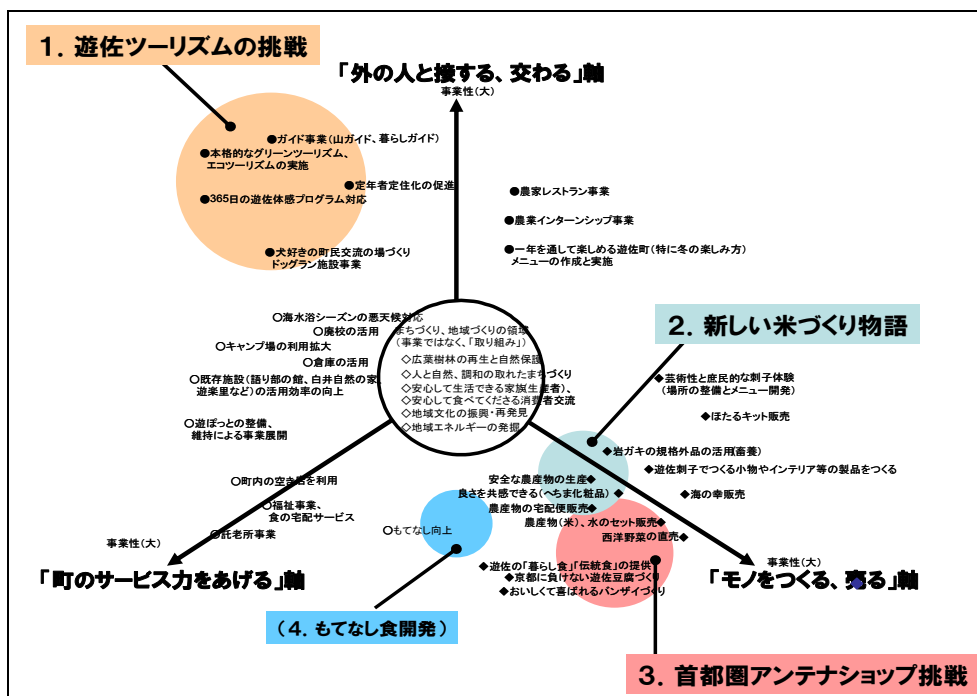 1．遊佐ツーリズムの挑戦
「外の人と接する、交わる」軸
事業性(大)
●ガイド事業(山ガイド、暮らしガイド)
●本格的なグリーンツーリズム、
エコツーリズムの実施
●定年者定住化の促進
●365日の遊佐体感プログラム対応
●犬好きの町民交流の場づくり
ドッグラン施設事業
●農家レストラン事業
●農業インターンシップ事業
●一年を通して楽しめる遊佐町(特に冬の楽しみ方)
メニューの作成と実施
○海水浴シーズンの悪天候対応
○廃校の活用
○キャンプ場の利用拡大
○倉庫の活用
○既存施設(語り部の館、白井自然の家、
遊楽里など)の活用効率の向上
○遊ぽっとの整備、
維持による事業展開
○町内の空き店を利用
○福祉事業、
食の宅配サービス
○託老所事業
事業性(大)
「町のサービス力をあげる」軸
まちづくり、地域づくりの領域
(事業ではなく、「取り組み」)
◇広葉樹林の再生と自然保護
◇人と自然、調和の取れたまちづくり
◇安心して生活できる家族(生産者)、
◇安心して食べてくださる消費者交流
◇地域文化の振興・再発見
◇地域エネルギーの発掘
2．新しい米づくり物語
◆芸術性と庶民的な刺子体験
(場所の整備とメニュー開発)
◆ほたるキット販売
◆岩ガキの規格外品の活用(畜養)
◆遊佐刺子でつくる小物やインテリア等の製品をつくる
安全な農産物の生産◆
良さを共感できる(へちま化粧品)◆
◆海の幸販売
農産物の宅配便販売◆
農産物(米)、水のセット販売◆
西洋野菜の直売◆
○もてなし向上
◆遊佐の「暮らし食」「伝統食」の提供
◆京都に負けない遊佐豆腐づくり
◆おいしくて喜ばれるバンザイづくり
事業性(大)
「モノをつくる、売る」軸
(4．もてなし食開発)
3．首都圏アンテナショップ挑戦